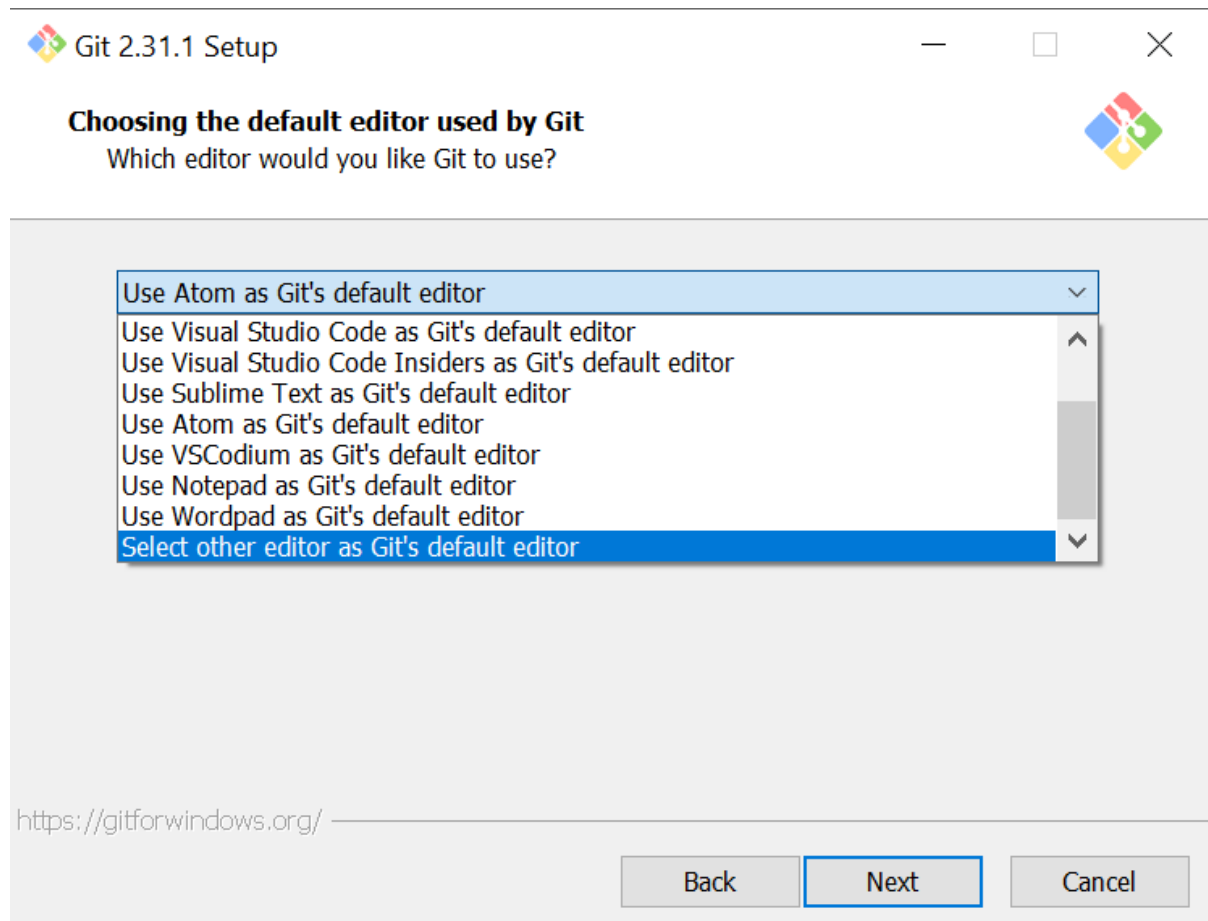 Git 2.31.1 Setup
Choosing the default editor used by Git
Which editor would you like Git to use?
Use Atom as Git's default editor
Use Visual Studio Code as Git's default editor
Use Visual Studio Code Insiders as Git's default editor
Use Sublime Text as Git's default editor
Use Atom as Git's default editor
Use VSCodium as Git's default editor
Use Notepad as Git's default editor
Use Wordpad as Git's default editor
Select other editor as Git's default editor
https://gitforwindows.org/
Back Next Cancel